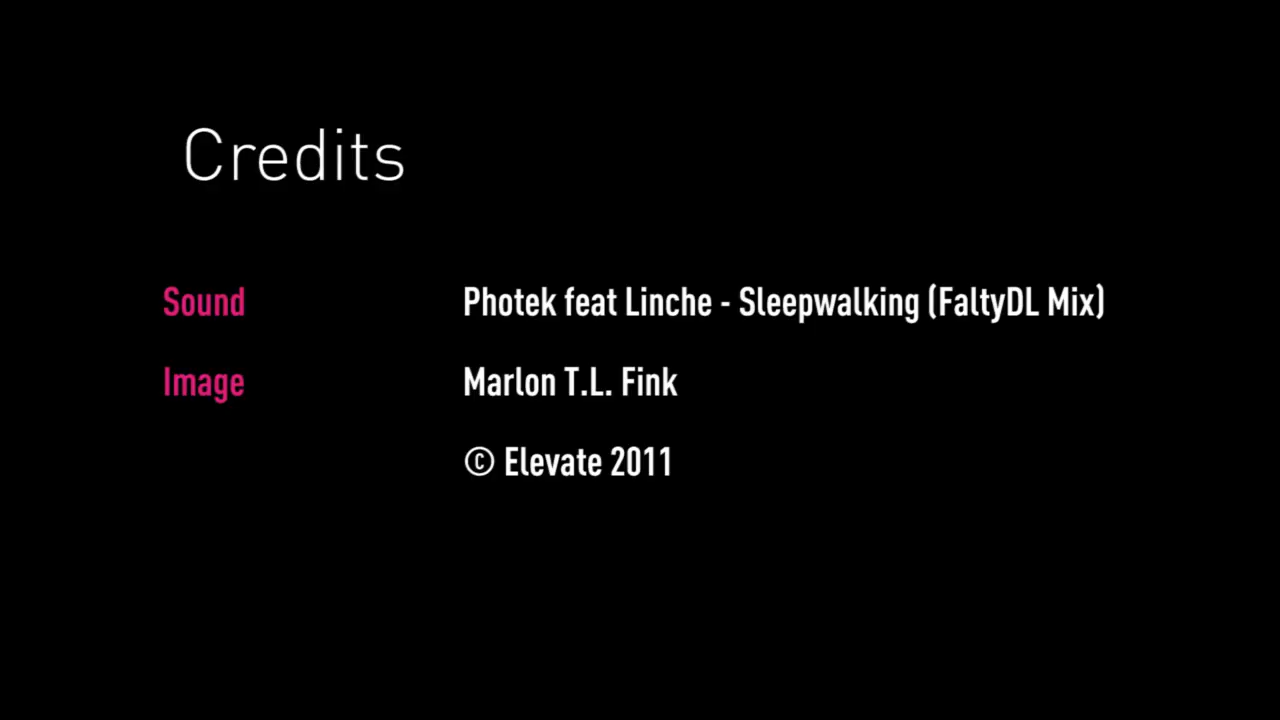 Credits
Sound Photek feat Linche - Sleepwalking (FaltyDL Mix)
Image Marlon T.L. Fink
© Elevate 2011